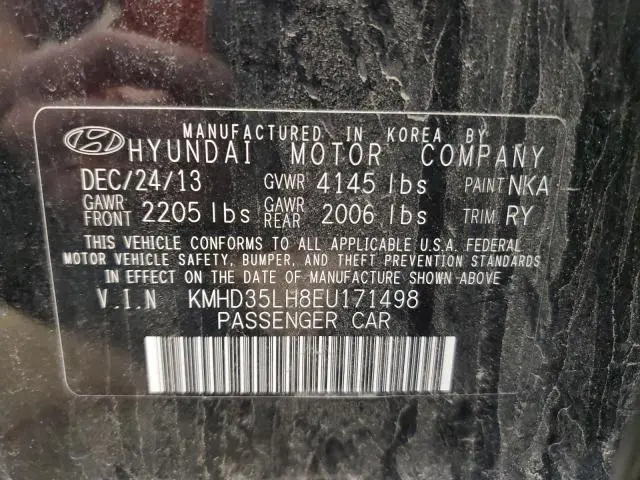 MANUFACTURED IN KOREA BY
HYUNDAI MOTOR COMPANY
DEC/24/13 GVWR 4145 lbs PAINT NKA
GAWR FRONT 2205 lbs GAWR REAR 2006 lbs TRIM RY
THIS VEHICLE CONFORMS TO ALL APPLICABLE U.S.A. FEDERAL
MOTOR VEHICLE SAFETY, BUMPER, AND THEFT PREVENTION STANDARDS
IN EFFECT ON THE DATE OF MANUFACTURE SHOWN ABOVE
V.I.N KMHD35LH8EU171498
PASSENGER CAR